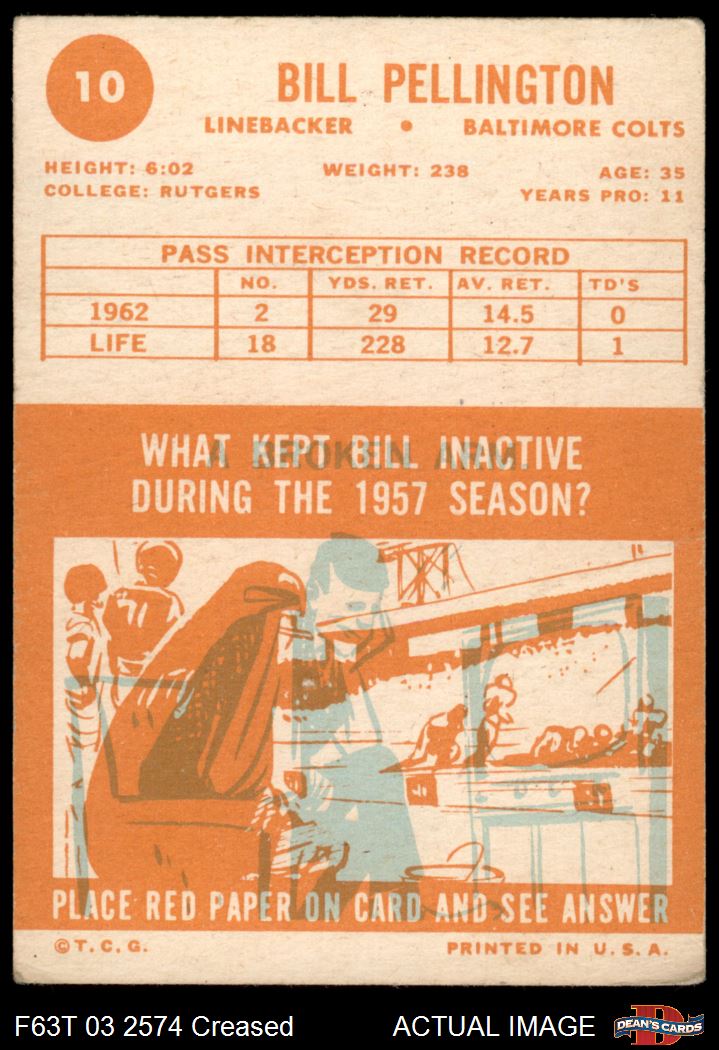 10
BILL PELLINGTON
LINEBACKER • BALTIMORE COLTS
HEIGHT: 6:02 WEIGHT: 238 AGE: 35
COLLEGE: RUTGERS YEARS PRO: 11
PASS INTERCEPTION RECORD
NO. YDS. RET. AV. RET. TD'S
1962 2 29 14.5 0
LIFE 18 228 12.7 1
WHAT KEPT BILL INACTIVE
A BROKEN ARM.
DURING THE 1957 SEASON?
71
PLACE RED PAPER ON CARD AND SEE ANSWER
©T.C.G. PRINTED IN U.S.A.
F63T 03 2574 Creased ACTUAL IMAGE DEAN'S CARDS